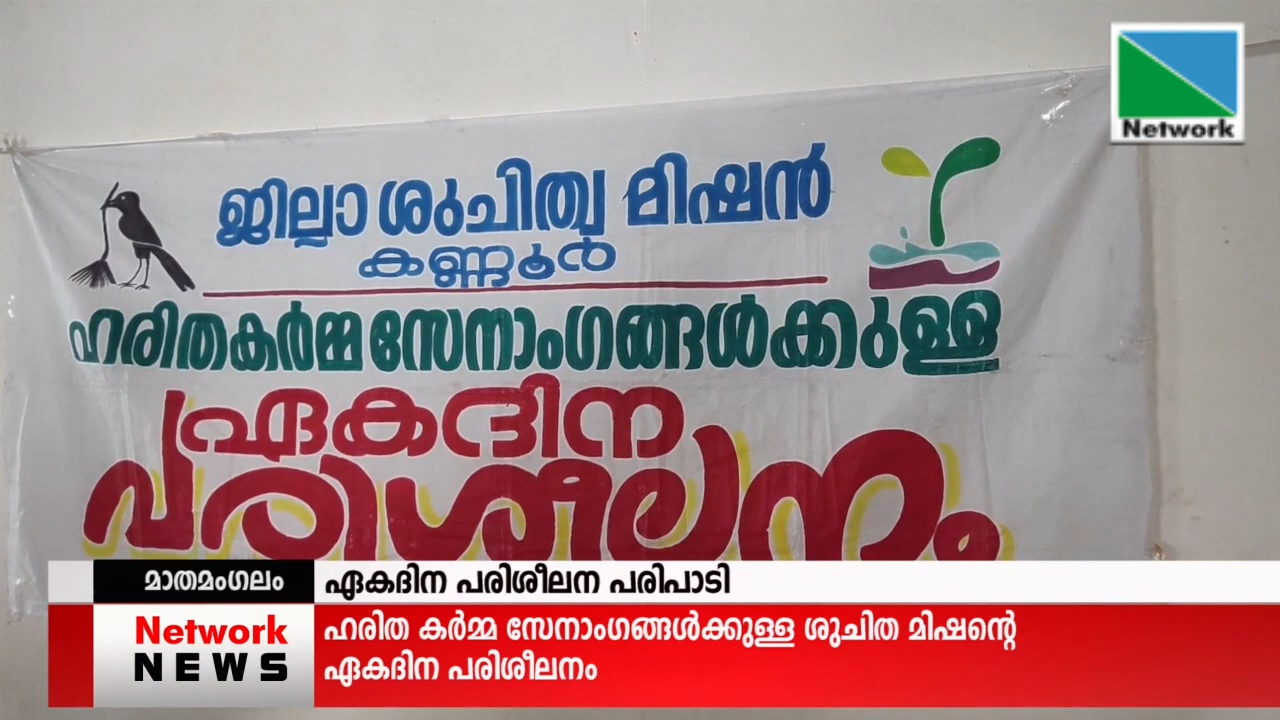 Network
ജില്ലാ ശുചിത്വ മിഷൻ
കണ്ണൂർ
ഹരിതകർമ്മ സേനാംഗങ്ങൾക്കുള്ള
ഏകദിന
പരിശീലനം
മാതമംഗലം
ഏകദിന പരിശീലന പരിപാടി
Network
NEWS
ഹരിത കർമ്മ സേനാംഗങ്ങൾക്കുള്ള ശുചിത മിഷന്റെ
ഏകദിന പരിശീലനം